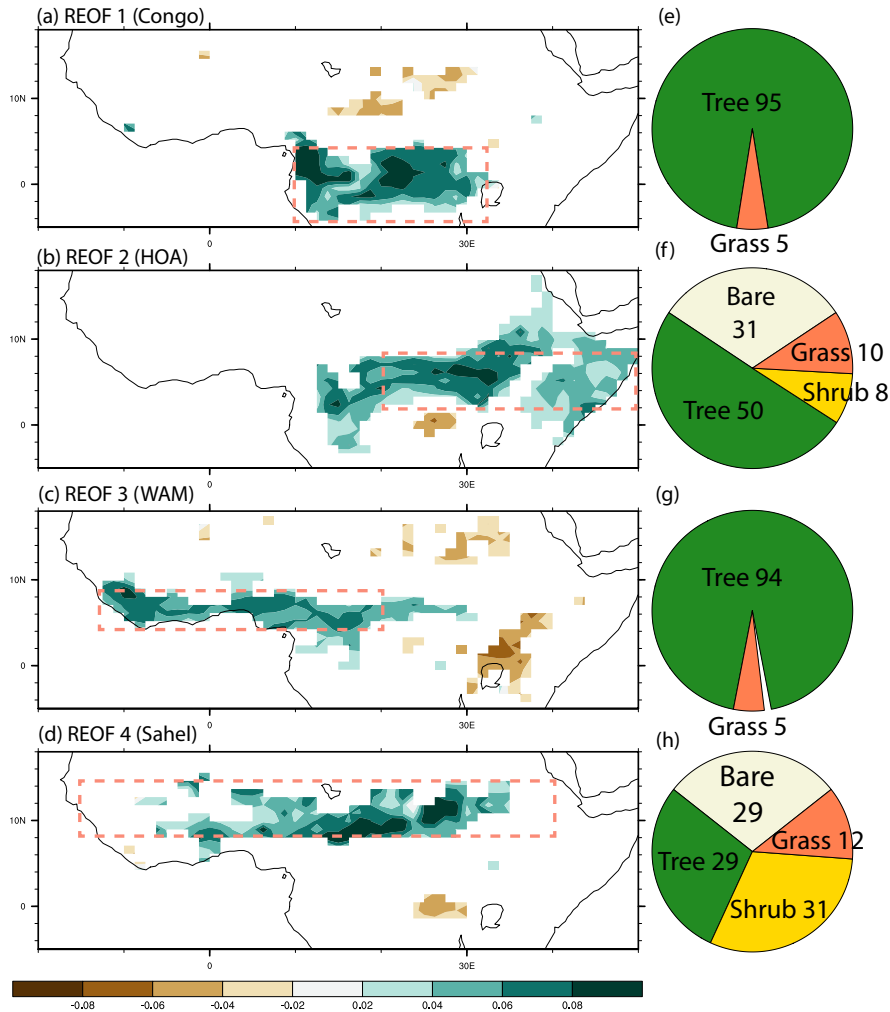 (a) REOF 1 (Congo)
10N
0
0
30E
(e)
Tree 95
Grass 5
(b) REOF 2 (HOA)
10N
0
0
30E
(f)
Bare
31
Grass 10
Shrub 8
Tree 50
(c) REOF 3 (WAM)
10N
0
0
30E
(g)
Tree 94
Grass 5
(d) REOF 4 (Sahel)
10N
0
0
30E
(h)
Bare
29
Grass 12
Tree 29
Shrub 31
-0.08 -0.06 -0.04 -0.02 0.02 0.04 0.06 0.08